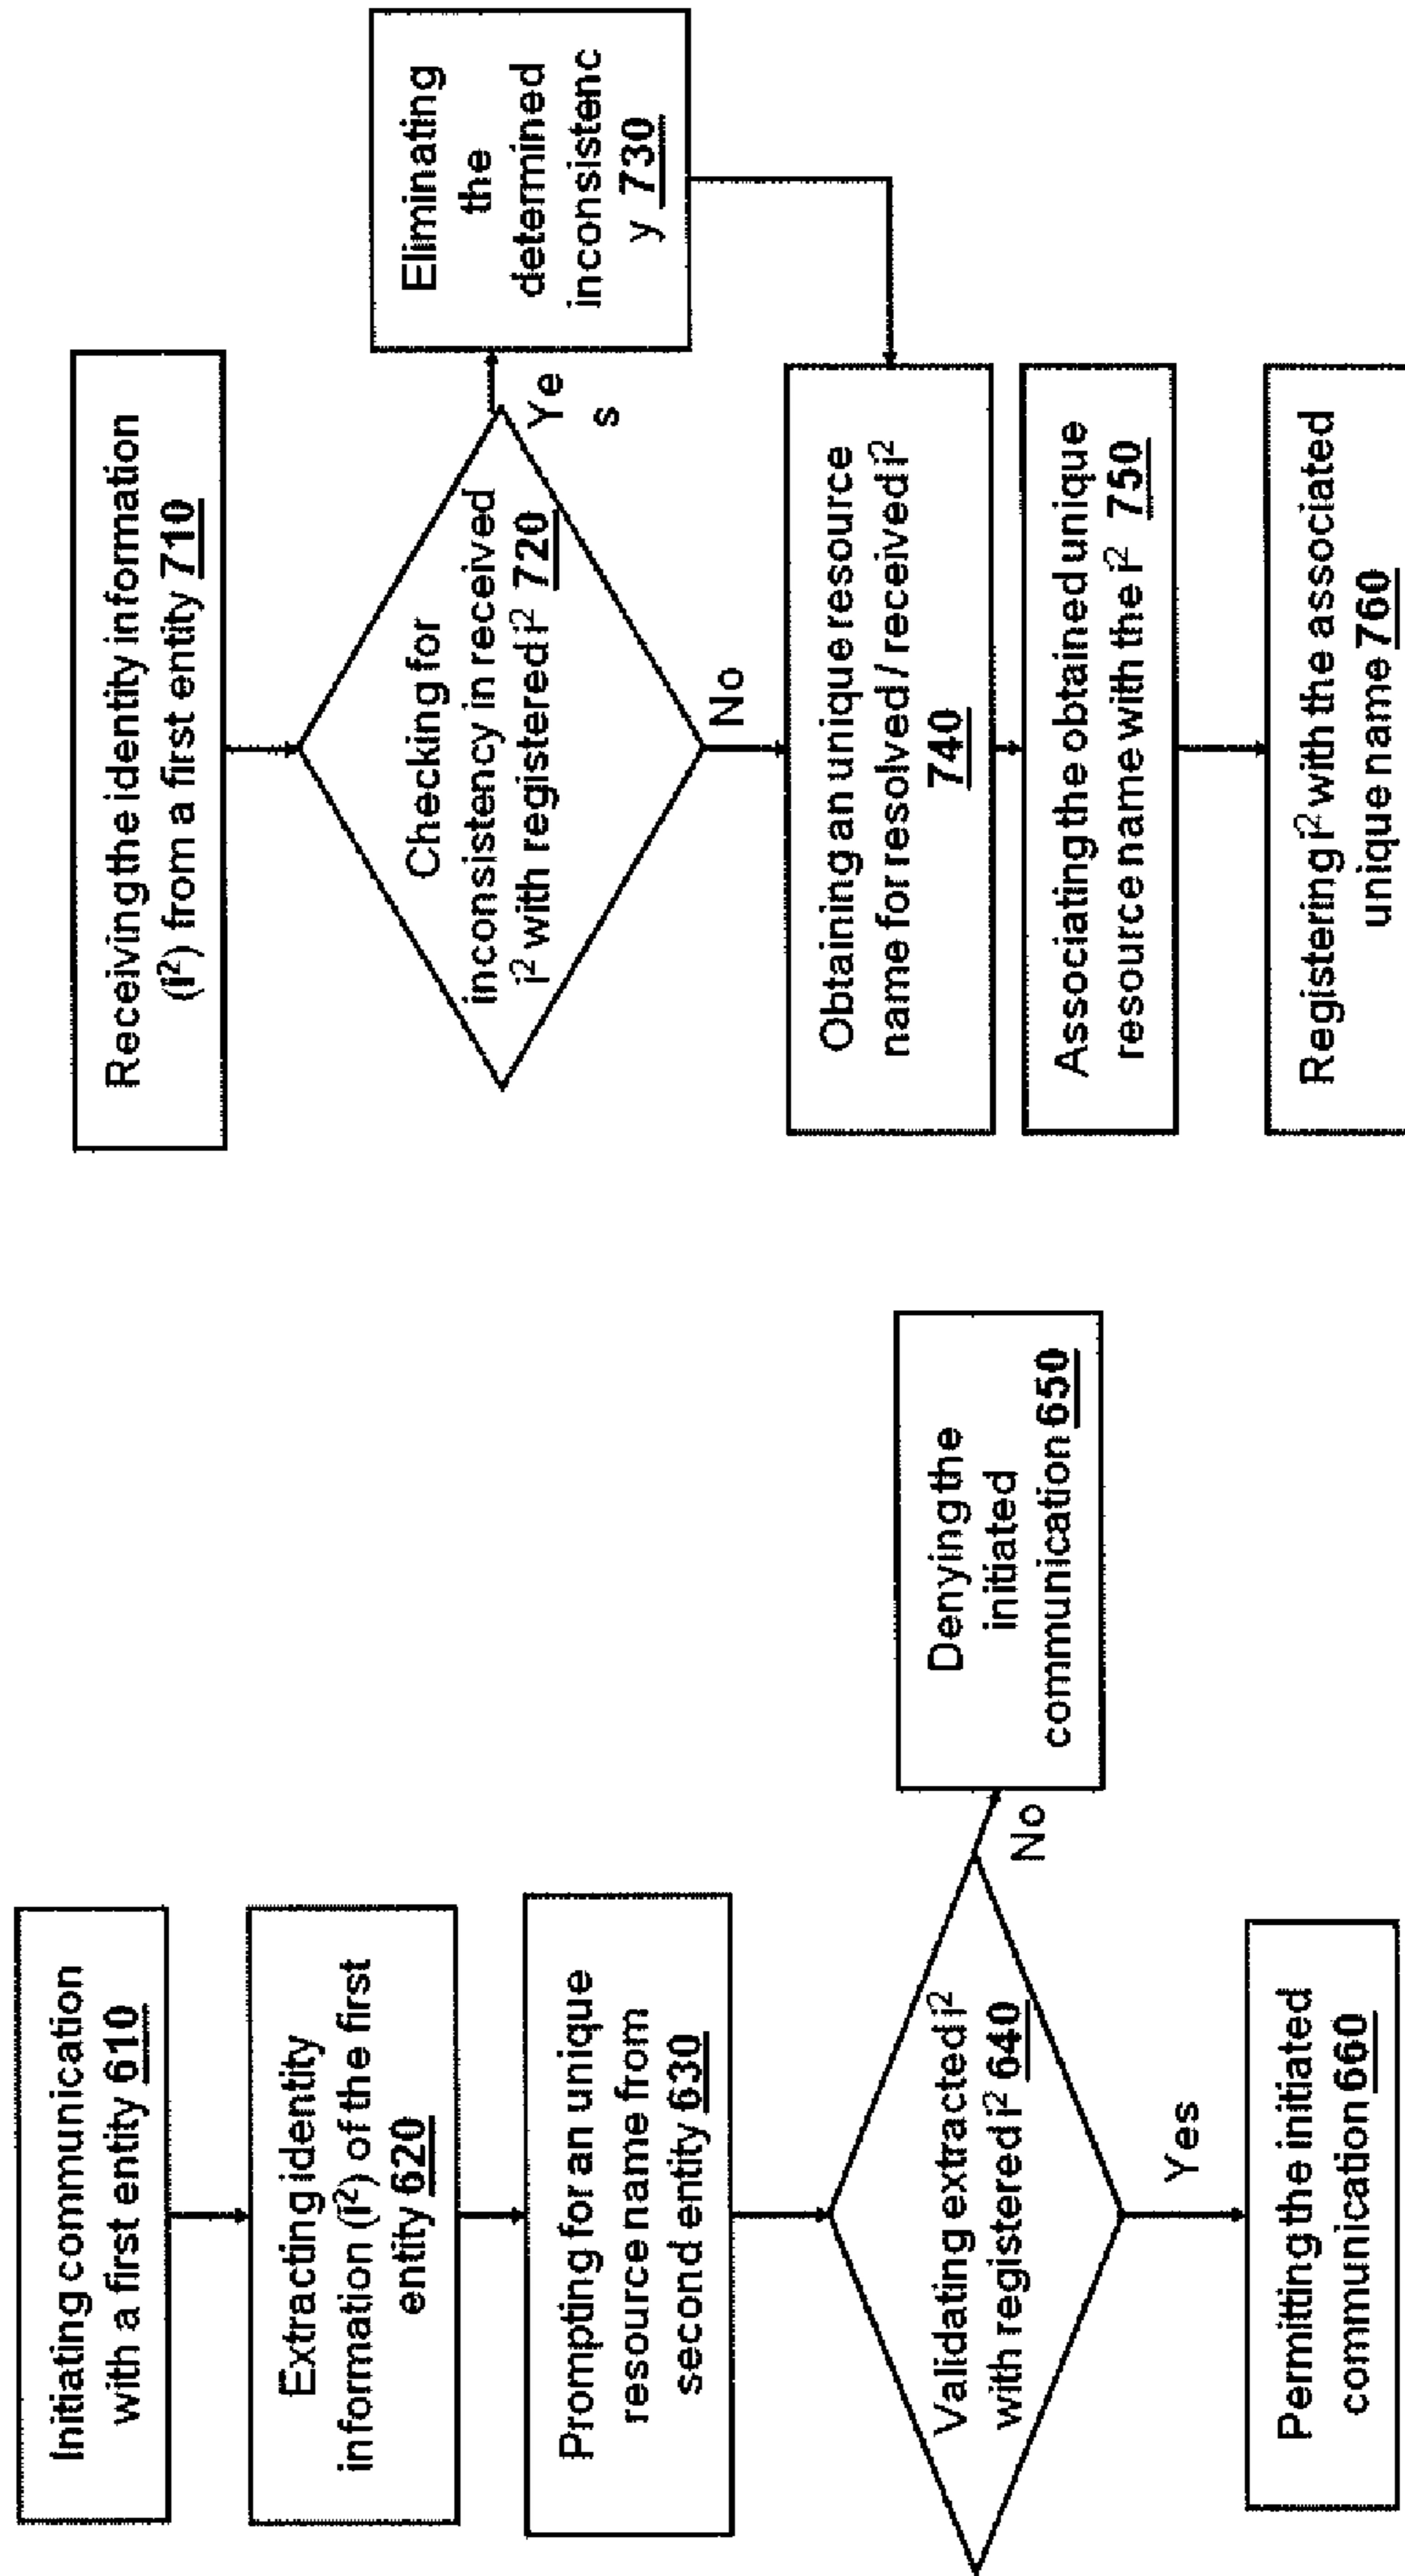 Initiating communication
with a first entity 610
Extracting identity
information (i²) of the first
entity 620
Prompting for an unique
resource name from
second entity 630
Validating extracted i²
with registered i² 640
No
Denying the
initiated
communication 650
Yes
Permitting the initiated
communication 660
Receiving the identity information
(i²) from a first entity 710
Checking for
inconsistency in received
i² with registered i² 720
Ye
s
Eliminating
the
determined
inconsistenc
y 730
No
Obtaining an unique resource
name for resolved / received i²
740
Associating the obtained unique
resource name with the i² 750
Registering i² with the associated
unique name 760